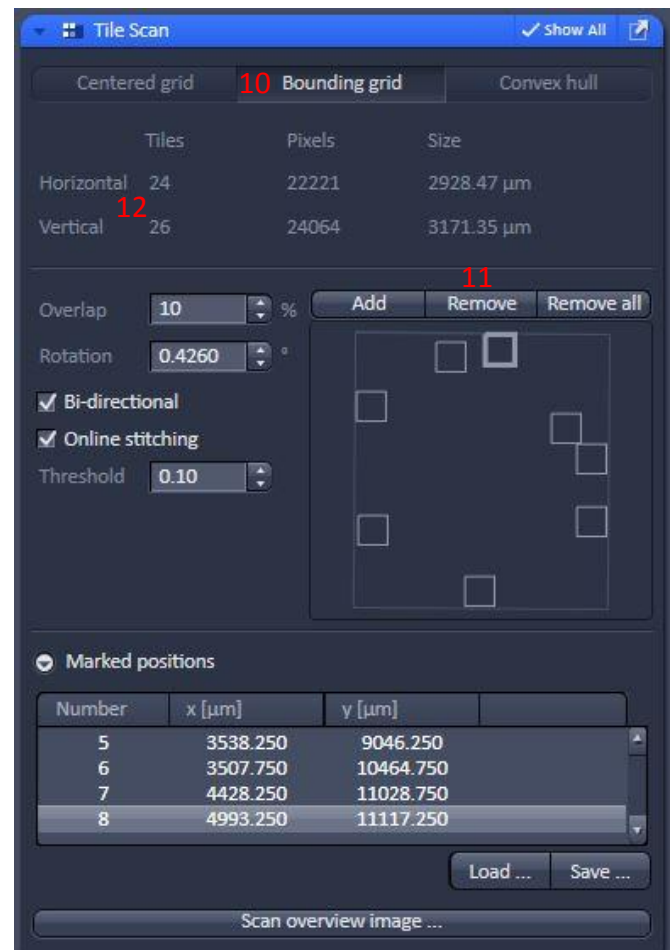 Tile Scan Show All
Centered grid 10 Bounding grid Convex hull
Tiles Pixels Size
Horizontal 24 22221 2928.47 µm
12
Vertical 26 24064 3171.35 µm
11
Overlap 10 % Add Remove Remove all
Rotation 0.4260 °
Bi-directional
Online stitching
Threshold 0.10
Marked positions
Number x [µm] y [µm]
5 3538.250 9046.250
6 3507.750 10464.750
7 4428.250 11028.750
8 4993.250 11117.250
Load ... Save ...
Scan overview image ...